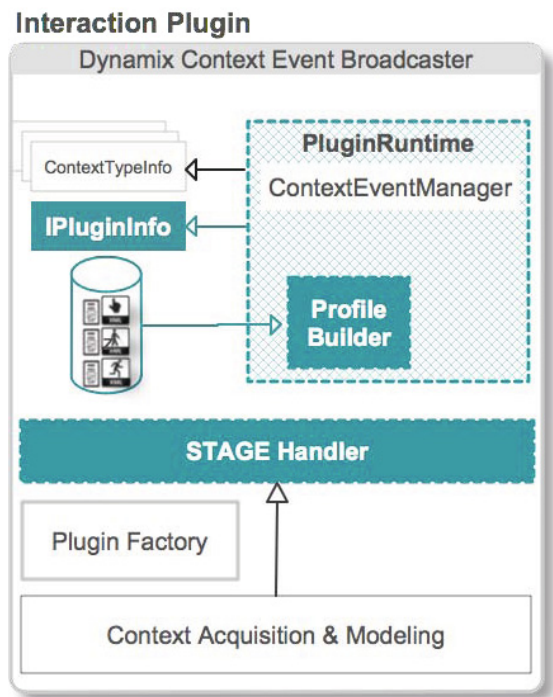 Interaction Plugin
Dynamix Context Event Broadcaster
PluginRuntime
ContextTypeInfo
ContextEventManager
IPluginInfo
Profile
Builder
STAGE Handler
Plugin Factory
Context Acquisition & Modeling